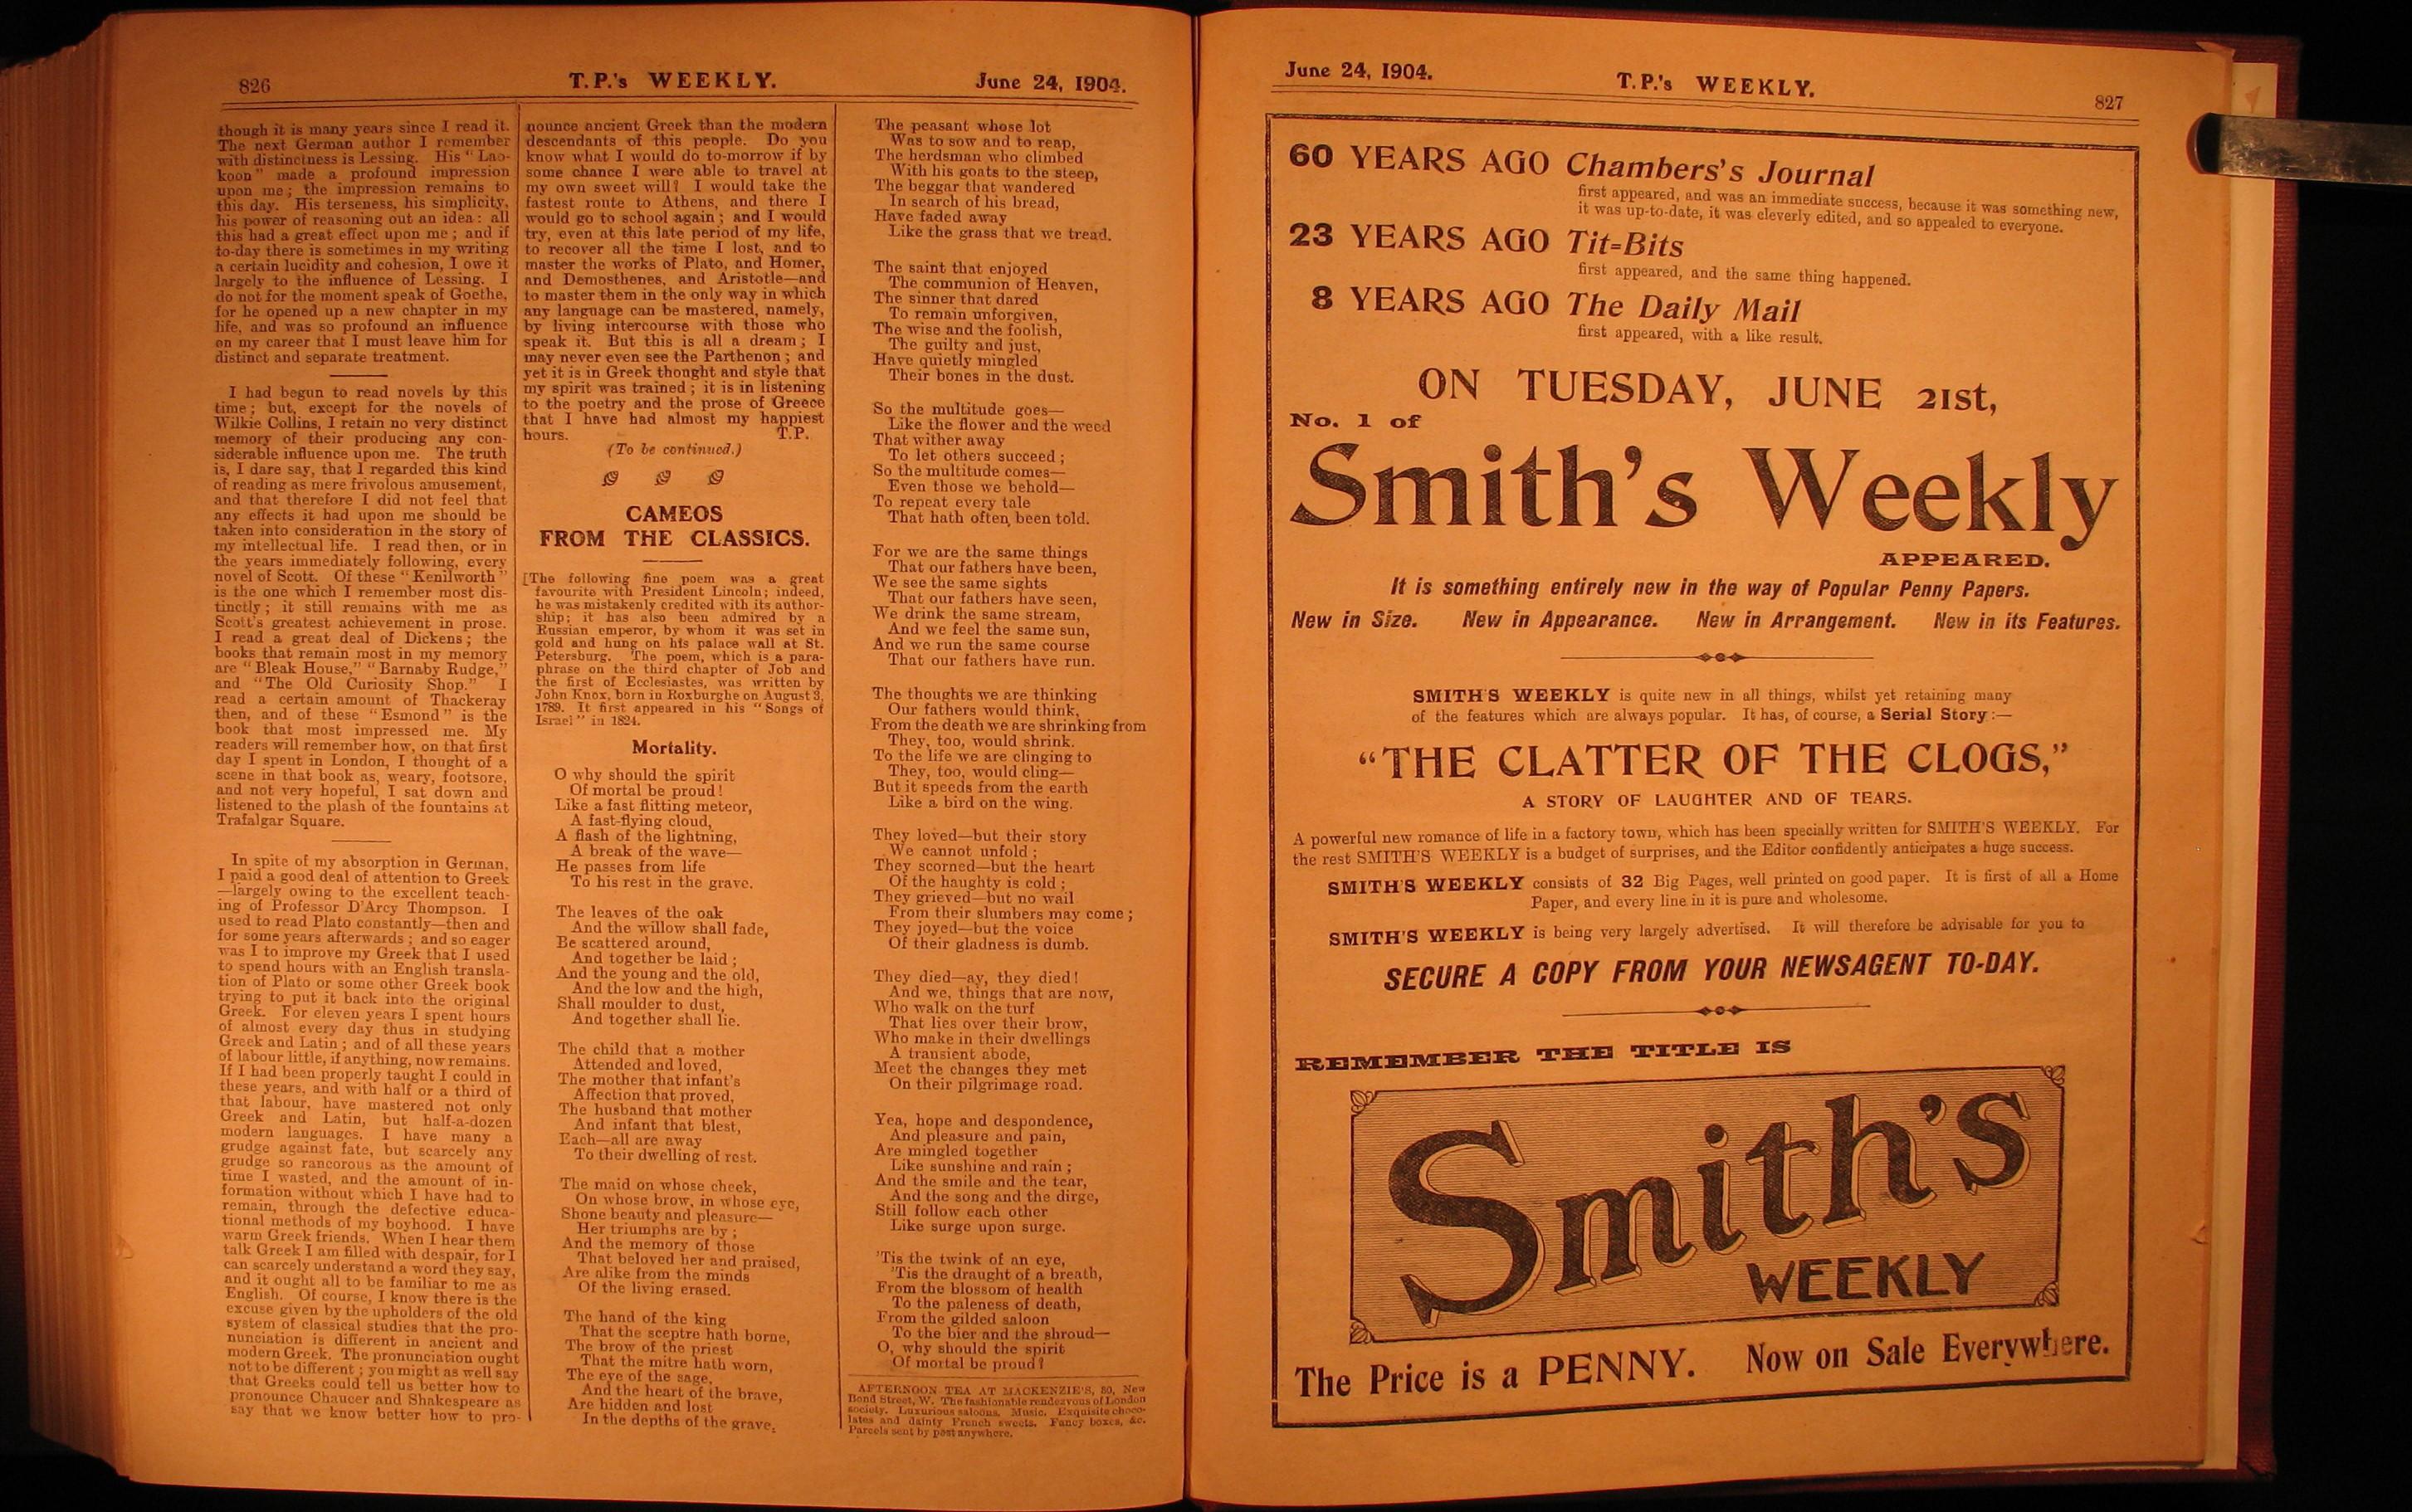 826
T.P.'s WEEKLY.
June 24, 1904.
though it is many years since I read it.
The next German author I remember
with distinctness is Lessing. His "Lao-
koon" made a profound impression
upon me; the impression remains to
this day. His terseness, his simplicity,
his power of reasoning out an idea: all
this had a great effect upon me; and if
to-day there is sometimes in my writing
a certain lucidity and cohesion, I owe it
largely to the influence of Lessing. I
do not for the moment speak of Goethe,
for he opened up a new chapter in my
life, and was so profound an influence
on my career that I must leave him for
distinct and separate treatment.
I had begun to read novels by this
time; but, except for the novels of
Wilkie Collins, I retain no very distinct
memory of their producing any con-
siderable influence upon me. The truth
is, I dare say, that I regarded this kind
of reading as mere frivolous amusement,
and that therefore I did not feel that
any effects it had upon me should be
taken into consideration in the story of
my intellectual life. I read then, or in
the years immediately following, every
novel of Scott. Of these "Kenilworth"
is the one which I remember most dis-
tinctly; it still remains with me as
Scott's greatest achievement in prose.
I read a great deal of Dickens; the
books that remain most in my memory
are "Bleak House," "Barnaby Rudge,"
and "The Old Curiosity Shop." I
read a certain amount of Thackeray
then, and of these "Esmond" is the
book that most impressed me. My
readers will remember how, on that first
day I spent in London, I thought of a
scene in that book as, weary, footsore,
and not very hopeful, I sat down and
listened to the plash of the fountains at
Trafalgar Square.
In spite of my absorption in German,
I paid a good deal of attention to Greek
—largely owing to the excellent teach-
ing of Professor D'Arcy Thompson. I
used to read Plato constantly—then and
for some years afterwards; and so eager
was I to improve my Greek that I used
to spend hours with an English transla-
tion of Plato or some other Greek book
trying to put it back into the original
Greek. For eleven years I spent hours
of almost every day thus in studying
Greek and Latin; and of all these years
of labour little, if anything, now remains.
If I had been properly taught I could in
these years, and with half or a third of
that labour, have mastered not only
Greek and Latin, but half-a-dozen
modern languages. I have many a
grudge against fate, but scarcely any
grudge so rancorous as the amount of
time I wasted, and the amount of in-
formation without which I have had to
remain, through the defective educa-
tional methods of my boyhood. I have
warm Greek friends. When I hear them
talk Greek I am filled with despair, for I
can scarcely understand a word they say,
and it ought all to be familiar to me as
English. Of course, I know there is the
excuse given by the upholders of the old
system of classical studies that the pro-
nunciation is different in ancient and
modern Greek. The pronunciation ought
not to be different; you might as well say
that Greeks could tell us better how to
pronounce Chaucer and Shakespeare as
say that we know better how to pro-
nounce ancient Greek than the modern
descendants of this people. Do you
know what I would do to-morrow if by
some chance I were able to travel at
my own sweet will? I would take the
fastest route to Athens, and there I
would go to school again; and I would
try, even at this late period of my life,
to recover all the time I lost, and to
master the works of Plato, and Homer,
and Demosthenes, and Aristotle—and
to master them in the only way in which
any language can be mastered, namely,
by living intercourse with those who
speak it. But this is all a dream; I
may never even see the Parthenon; and
yet it is in Greek thought and style that
my spirit was trained; it is in listening
to the poetry and the prose of Greece
that I have had almost my happiest
hours. T.P.
(To be continued.)
CAMEOS
FROM THE CLASSICS.
[The following fine poem was a great
favourite with President Lincoln; indeed,
he was mistakenly credited with its author-
ship; it has also been admired by a
Russian emperor, by whom it was set in
gold and hung on his palace wall at St.
Petersburg. The poem, which is a para-
phrase on the third chapter of Job and
the first of Ecclesiastes, was written by
John Knox, born in Roxburghe on August 3,
1789. It first appeared in his "Songs of
Israel" in 1824.
Mortality.
O why should the spirit
Of mortal be proud!
Like a fast flitting meteor,
A fast-flying cloud,
A flash of the lightning,
A break of the wave—
He passes from life
To his rest in the grave.
The leaves of the oak
And the willow shall fade,
Be scattered around,
And together be laid;
And the young and the old,
And the low and the high,
Shall moulder to dust,
And together shall lie.
The child that a mother
Attended and loved,
The mother that infant's
Affection that proved,
The husband that mother
And infant that blest,
Each—all are away
To their dwelling of rest.
The maid on whose cheek,
On whose brow, in whose eye,
Shone beauty and pleasure—
Her triumphs are by;
And the memory of those
That beloved her and praised,
Are alike from the minds
Of the living erased.
The hand of the king
That the sceptre hath borne,
The brow of the priest
That the mitre hath worn,
The eye of the sage,
And the heart of the brave,
Are hidden and lost
In the depths of the grave.
The peasant whose lot
Was to sow and to reap,
The herdsman who climbed
With his goats to the steep,
The beggar that wandered
In search of his bread,
Have faded away
Like the grass that we tread.
The saint that enjoyed
The communion of Heaven,
The sinner that dared
To remain unforgiven,
The wise and the foolish,
The guilty and just,
Have quietly mingled
Their bones in the dust.
So the multitude goes—
Like the flower and the weed
That wither away
To let others succeed;
So the multitude comes—
Even those we behold—
To repeat every tale
That hath often been told.
For we are the same things
That our fathers have been,
We see the same sights
That our fathers have seen,
We drink the same stream,
And we feel the same sun,
And we run the same course
That our fathers have run.
The thoughts we are thinking
Our fathers would think,
From the death we are shrinking from
They, too, would shrink.
To the life we are clinging to
They, too, would cling—
But it speeds from the earth
Like a bird on the wing.
They loved—but their story
We cannot unfold;
They scorned—but the heart
Of the haughty is cold;
They grieved—but no wail
From their slumbers may come;
They joyed—but the voice
Of their gladness is dumb.
They died—ay, they died!
And we, things that are now,
Who walk on the turf
That lies over their brow,
Who make in their dwellings
A transient abode,
Meet the changes they met
On their pilgrimage road.
Yea, hope and despondence,
And pleasure and pain,
Are mingled together
Like sunshine and rain;
And the smile and the tear,
And the song and the dirge,
Still follow each other
Like surge upon surge.
'Tis the twink of an eye,
'Tis the draught of a breath,
From the blossom of health
To the paleness of death,
From the gilded saloon
To the bier and the shroud—
O, why should the spirit
Of mortal be proud?
AFTERNOON TEA AT MACKENZIE'S, 80, New
Bond Street, W. The fashionable rendezvous of London
society. Luxurious saloons. Music. Exquisite choco-
lates and dainty French sweets. Fancy boxes, &c.
Parcels sent by post anywhere.
June 24, 1904.
T.P.'s WEEKLY.
827
60 YEARS AGO Chambers's Journal
first appeared, and was an immediate success, because it was something new,
it was up-to-date, it was cleverly edited, and so appealed to everyone.
23 YEARS AGO Tit=Bits
first appeared, and the same thing happened.
8 YEARS AGO The Daily Mail
first appeared, with a like result.
ON TUESDAY, JUNE 21st,
No. 1 of
Smith's Weekly
APPEARED.
It is something entirely new in the way of Popular Penny Papers.
New in Size. New in Appearance. New in Arrangement. New in its Features.
SMITH'S WEEKLY is quite new in all things, whilst yet retaining many
of the features which are always popular. It has, of course, a Serial Story:—
"THE CLATTER OF THE CLOGS,"
A STORY OF LAUGHTER AND OF TEARS.
A powerful new romance of life in a factory town, which has been specially written for SMITH'S WEEKLY. For
the rest SMITH'S WEEKLY is a budget of surprises, and the Editor confidently anticipates a huge success.
SMITH'S WEEKLY consists of 32 Big Pages, well printed on good paper. It is first of all a Home
Paper, and every line in it is pure and wholesome.
SMITH'S WEEKLY is being very largely advertised. It will therefore be advisable for you to
SECURE A COPY FROM YOUR NEWSAGENT TO-DAY.
REMEMBER THE TITLE IS
Smith's
WEEKLY
The Price is a PENNY. Now on Sale Everywhere.